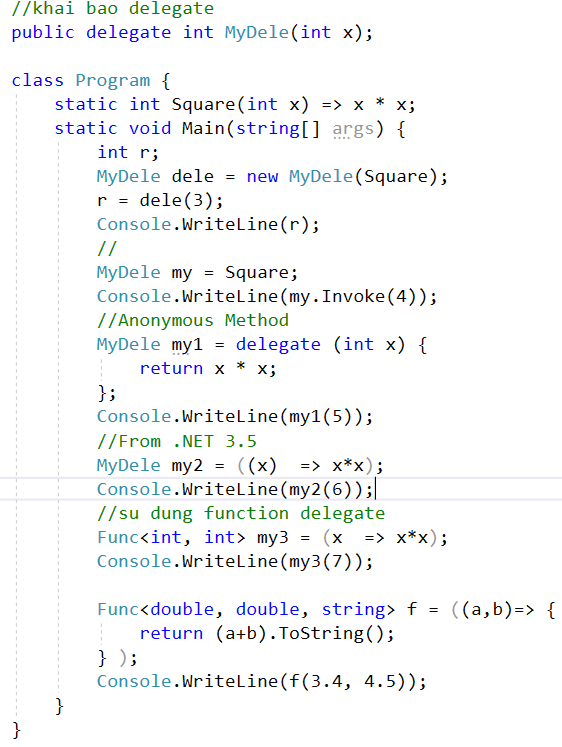 //khai bao delegate
public delegate int MyDele(int x);

class Program {
    static int Square(int x) => x * x;
    static void Main(string[] args) {
        int r;
        MyDele dele = new MyDele(Square);
        r = dele(3);
        Console.WriteLine(r);
        //
        MyDele my = Square;
        Console.WriteLine(my.Invoke(4));
        //Anonymous Method
        MyDele my1 = delegate (int x) {
            return x * x;
        };
        Console.WriteLine(my1(5));
        //From .NET 3.5
        MyDele my2 = ((x)  => x*x);
        Console.WriteLine(my2(6));
        //su dung function delegate
        Func<int, int> my3 = (x  => x*x);
        Console.WriteLine(my3(7));

        Func<double, double, string> f = ((a,b)=> {
            return (a+b).ToString();
        } );
        Console.WriteLine(f(3.4, 4.5));
    }
}